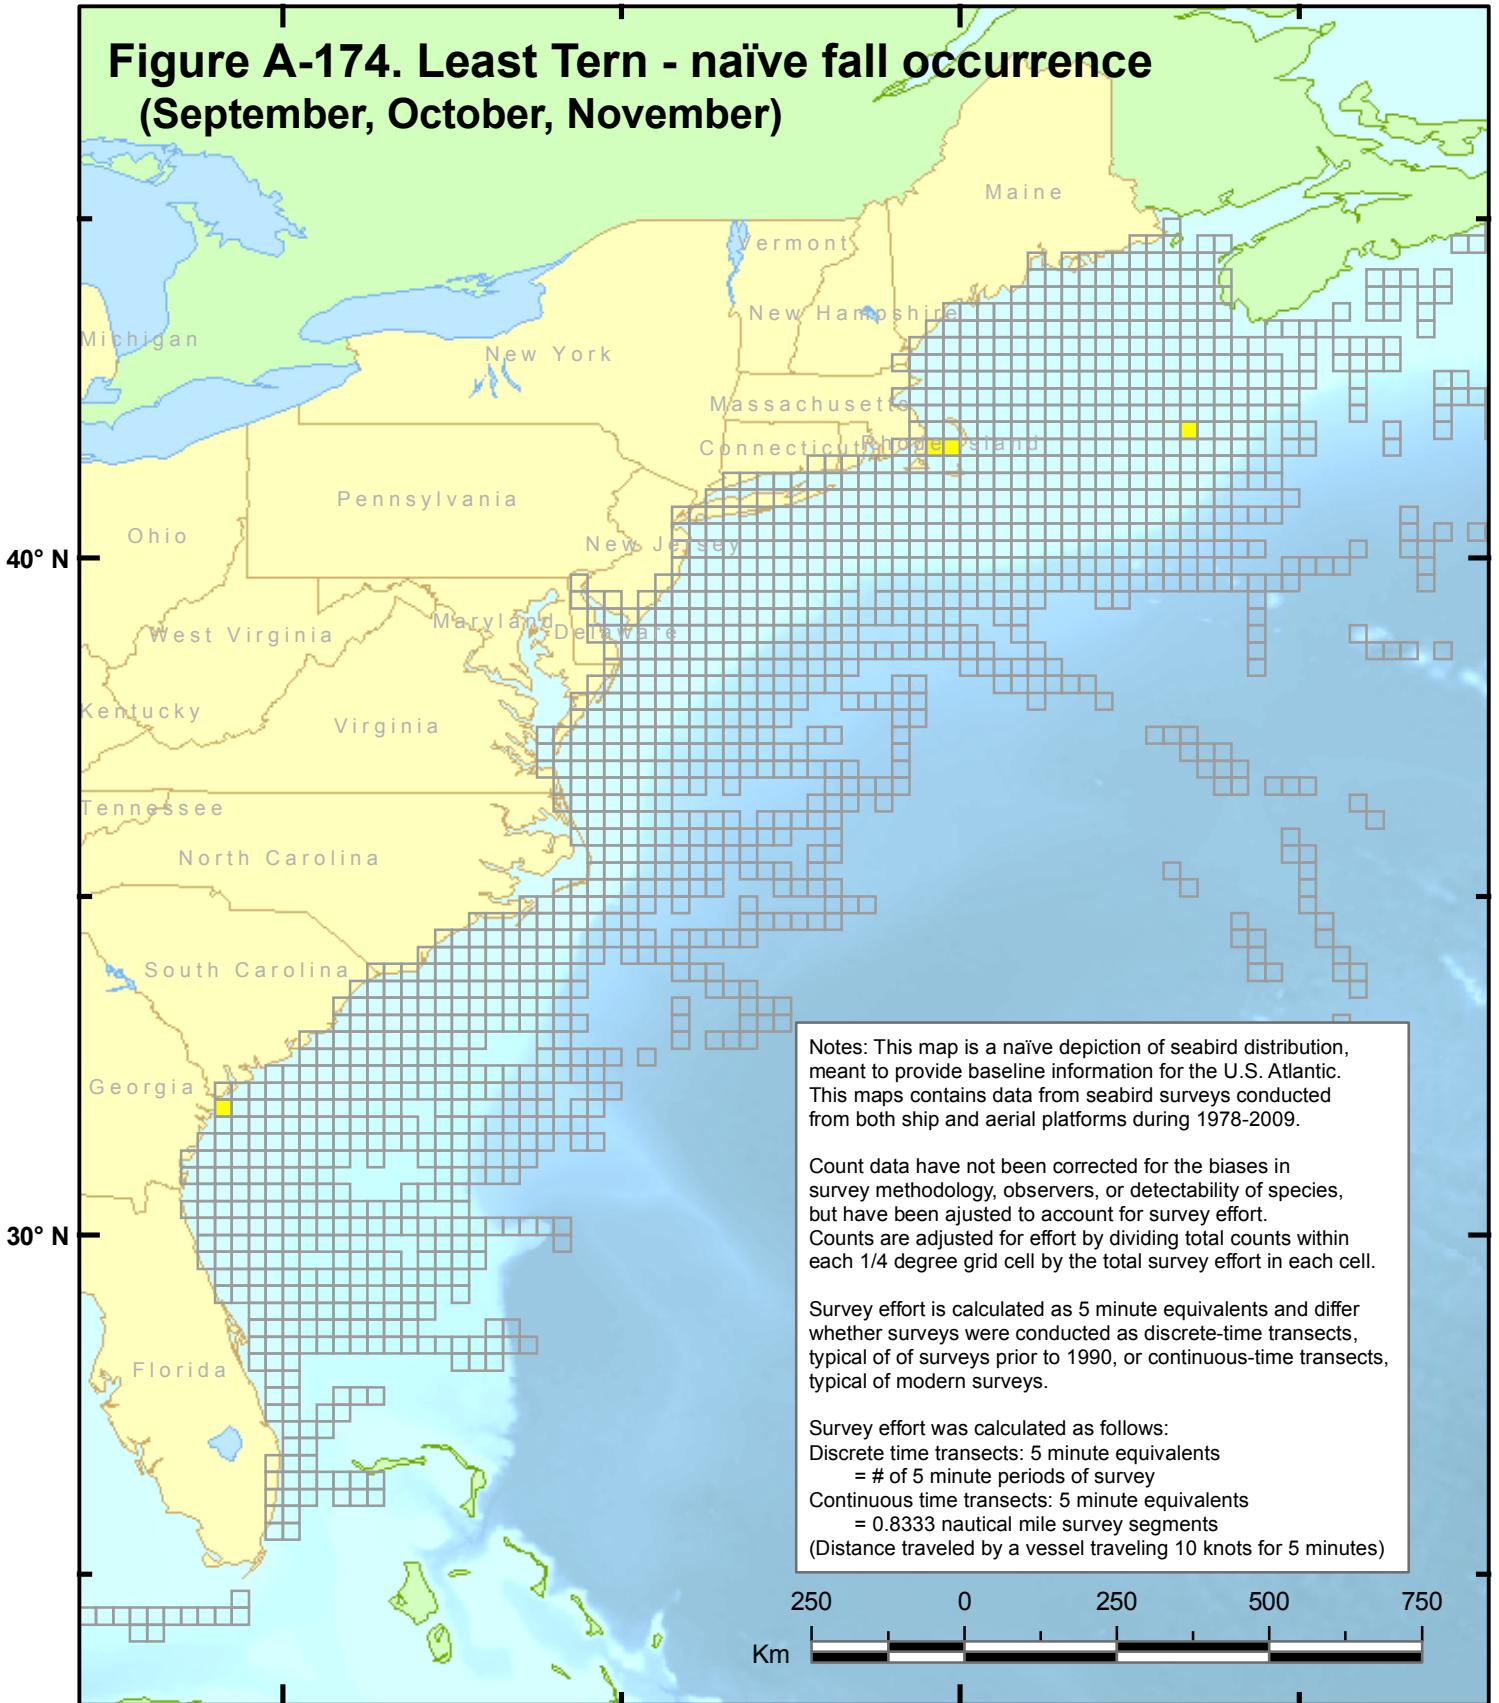 Figure A-174. Least Tern - naïve fall occurrence
(September, October, November)
Maine
Vermont
New Hampshire
Michigan
New York
Massachusetts
Connecticut
Rhode Island
Pennsylvania
Ohio
New Jersey
40° N
West Virginia
Maryland
Delaware
Kentucky
Virginia
Tennessee
North Carolina
South Carolina
Georgia
30° N
Florida
Notes: This map is a naïve depiction of seabird distribution,
meant to provide baseline information for the U.S. Atlantic.
This maps contains data from seabird surveys conducted
from both ship and aerial platforms during 1978-2009.
Count data have not been corrected for the biases in
survey methodology, observers, or detectability of species,
but have been ajusted to account for survey effort.
Counts are adjusted for effort by dividing total counts within
each 1/4 degree grid cell by the total survey effort in each cell.
Survey effort is calculated as 5 minute equivalents and differ
whether surveys were conducted as discrete-time transects,
typical of of surveys prior to 1990, or continuous-time transects,
typical of modern surveys.
Survey effort was calculated as follows:
Discrete time transects: 5 minute equivalents
= # of 5 minute periods of survey
Continuous time transects: 5 minute equivalents
= 0.8333 nautical mile survey segments
(Distance traveled by a vessel traveling 10 knots for 5 minutes)
250 0 250 500 750
Km